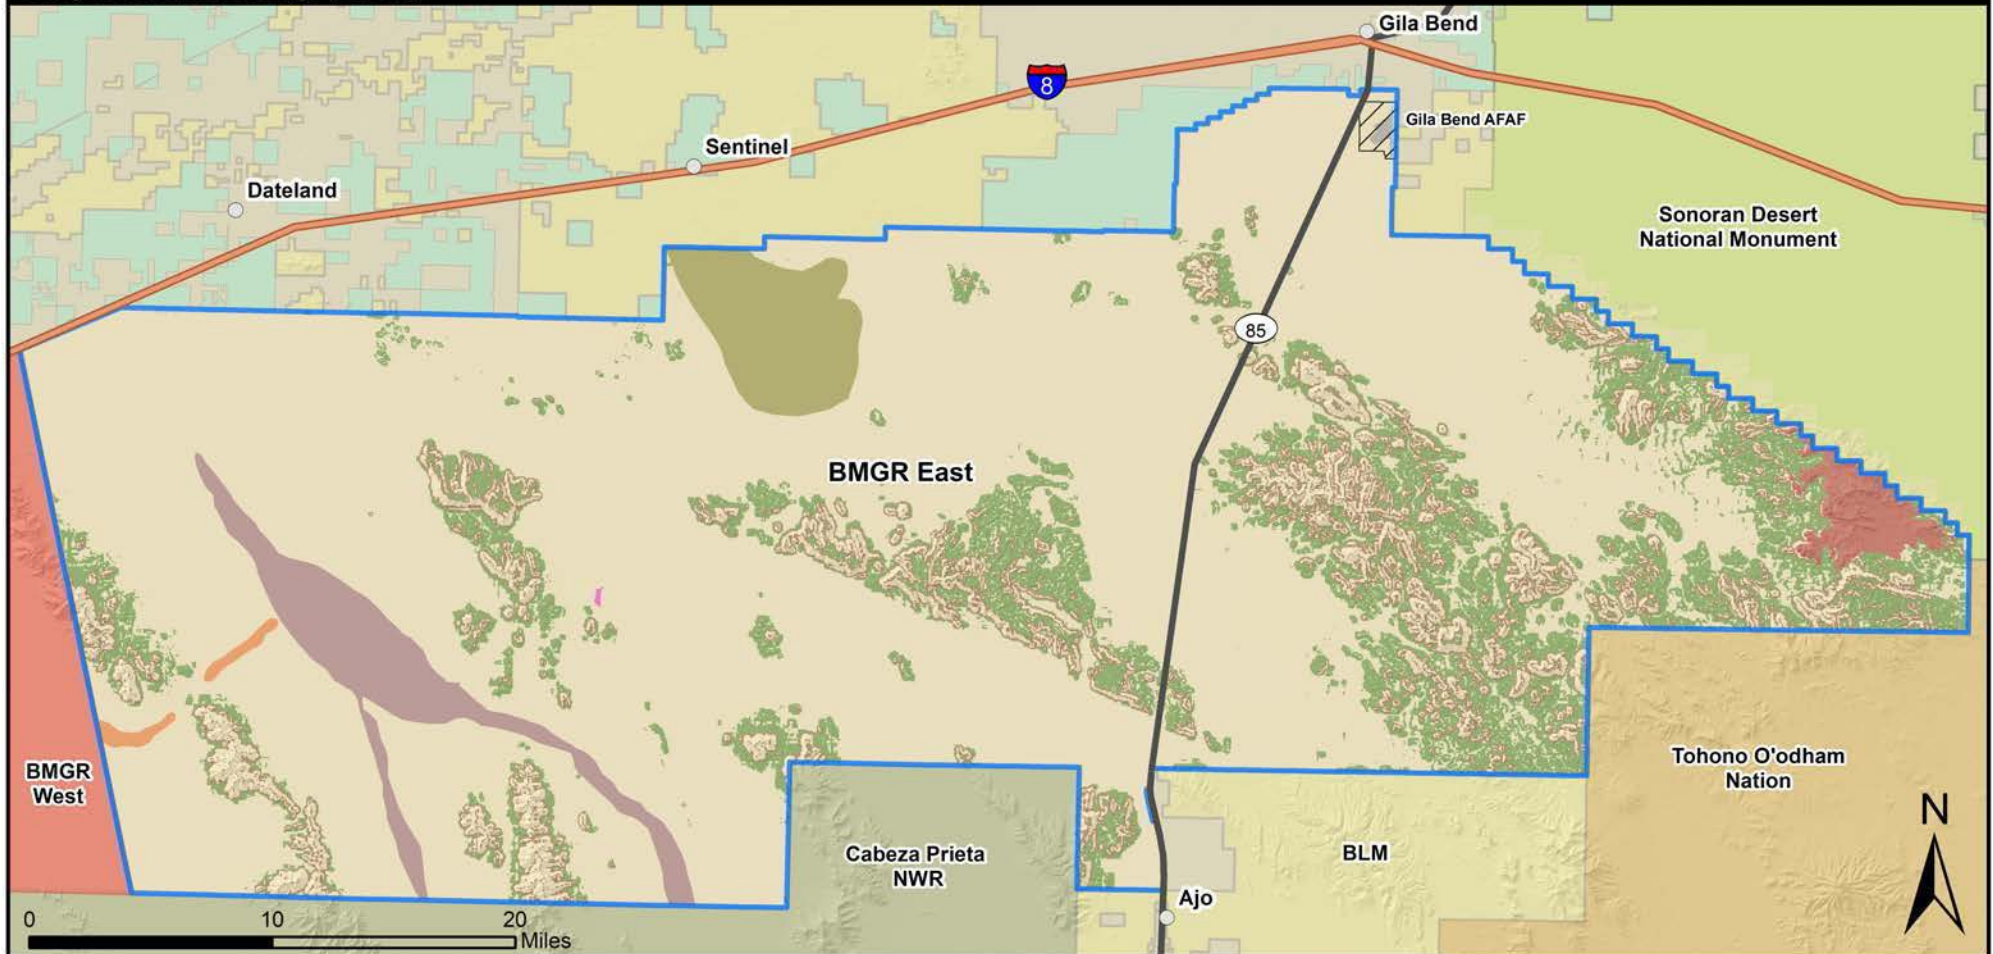 Gila Bend
8
Gila Bend AFAF
Sentinel
Dateland
Sonoran Desert
National Monument
85
BMGR East
BMGR
West
Tohono O'odham
Nation
N
Cabeza Prieta
NWR
BLM
Ajo
0 10 20
Miles